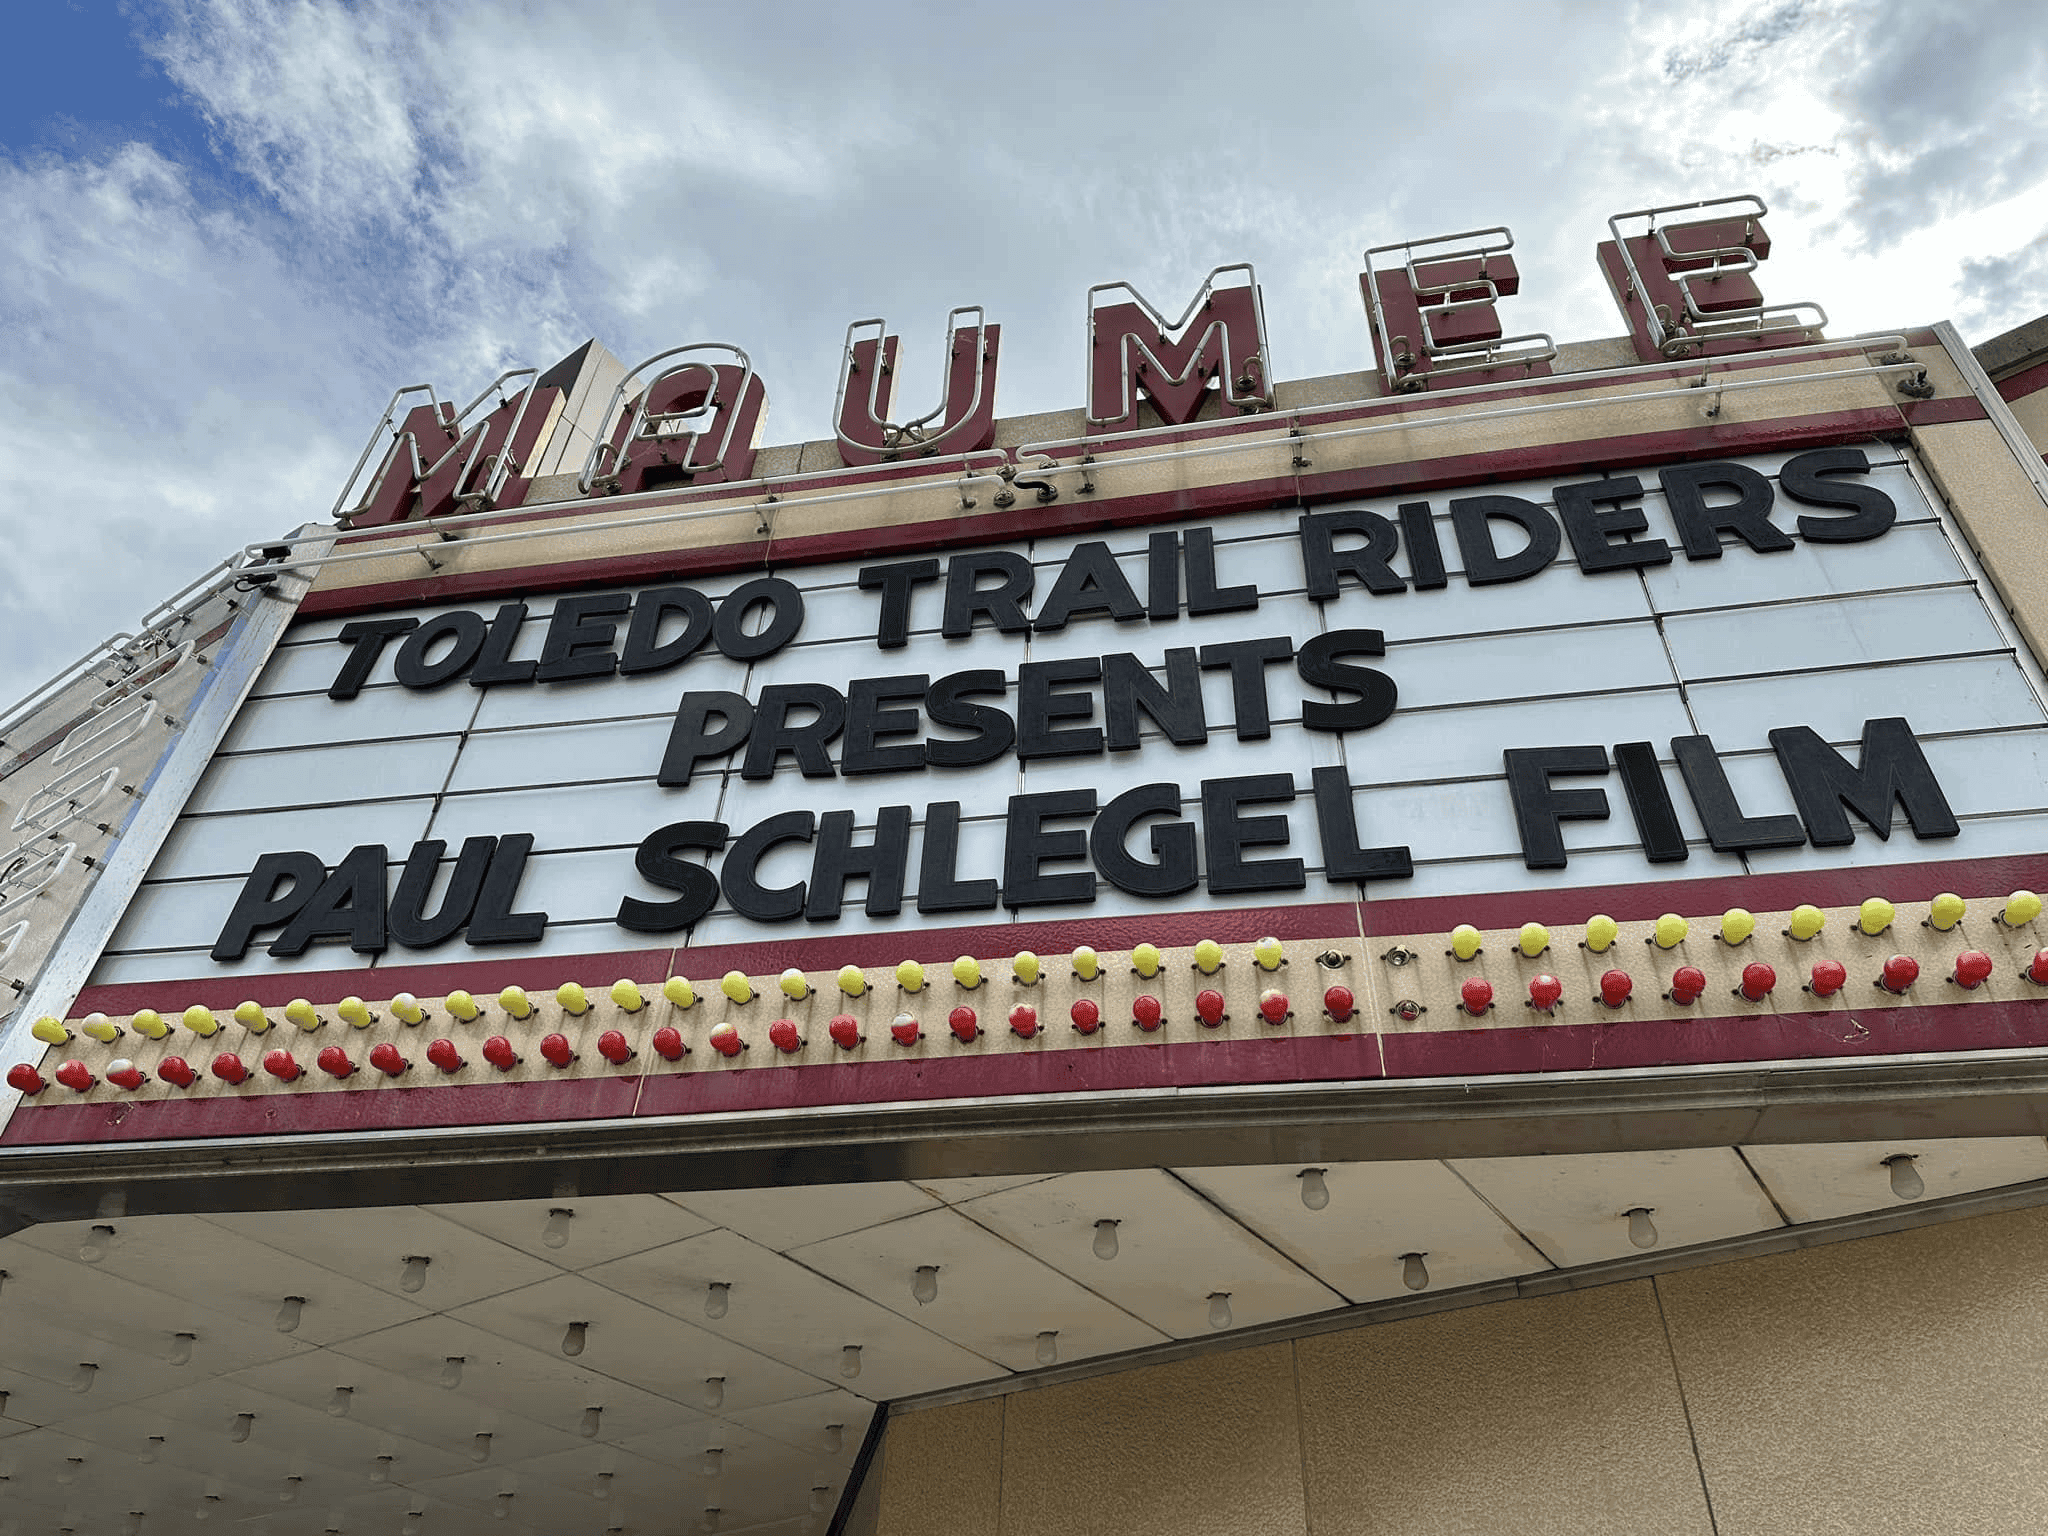 MAUMEE
TOLEDO TRAIL RIDERS
PRESENTS
PAUL SCHLEGEL FILM